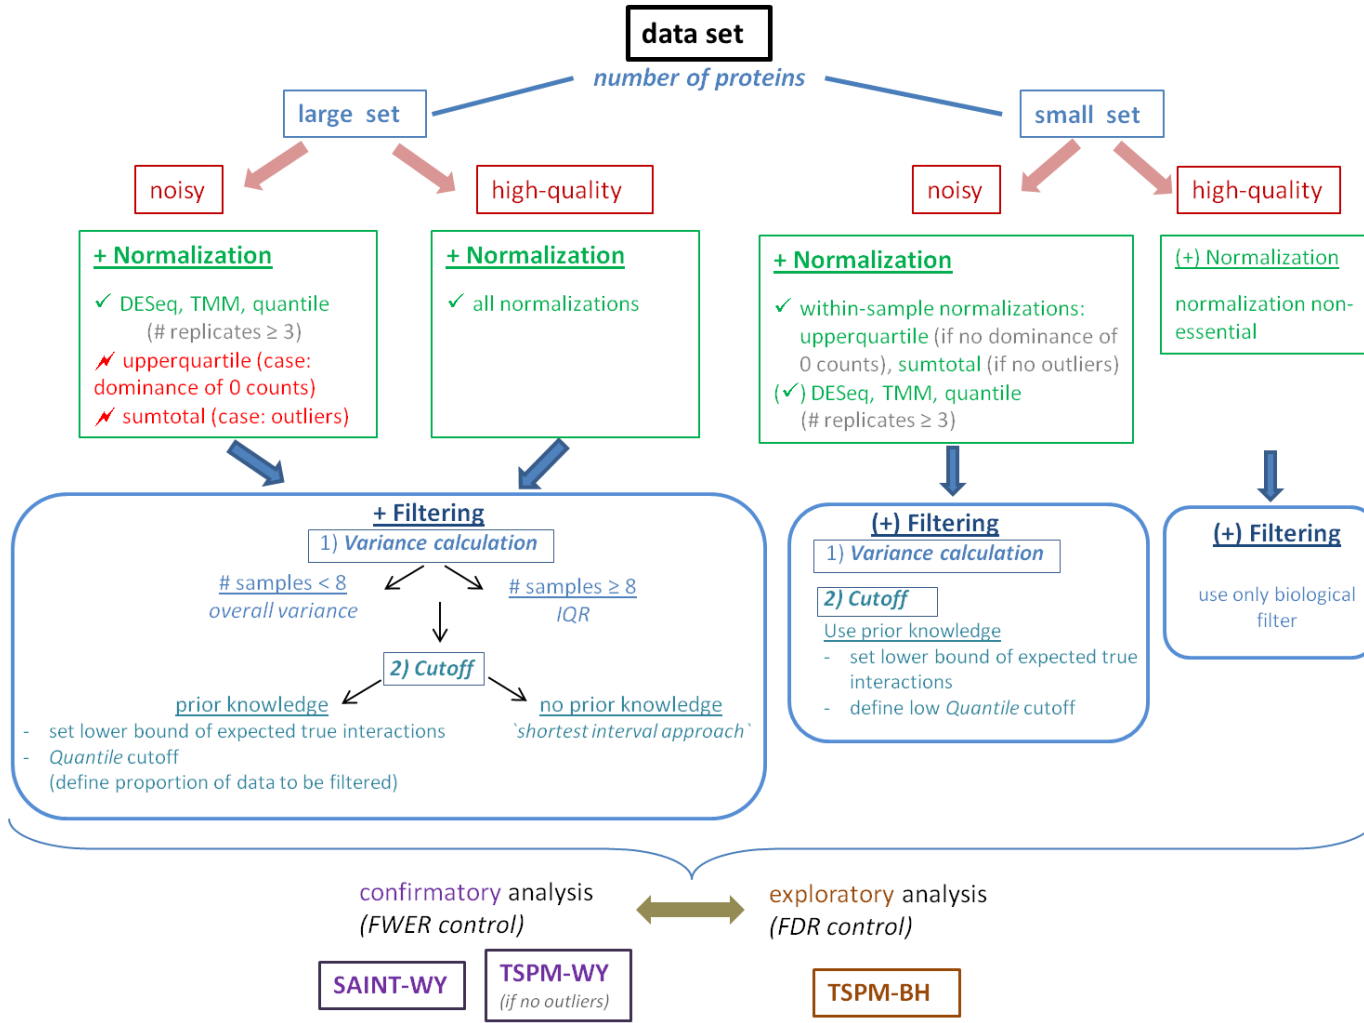 data set
number of proteins
large set
small set
noisy
high-quality
noisy
high-quality
+ Normalization
✓ DESeq, TMM, quantile
(# replicates ≥ 3)
upperquartile (case:
dominance of 0 counts)
sumtotal (case: outliers)
+ Normalization
✓ all normalizations
+ Normalization
✓ within-sample normalizations:
upperquartile (if no dominance of
0 counts), sumtotal (if no outliers)
(✓) DESeq, TMM, quantile
(# replicates ≥ 3)
(+) Normalization
normalization non-
essential
+ Filtering
1) Variance calculation
# samples < 8
overall variance
# samples ≥ 8
IQR
2) Cutoff
prior knowledge
- set lower bound of expected true interactions
- Quantile cutoff
(define proportion of data to be filtered)
no prior knowledge
`shortest interval approach`
(+) Filtering
1) Variance calculation
2) Cutoff
Use prior knowledge
- set lower bound of expected true
interactions
- define low Quantile cutoff
(+) Filtering
use only biological
filter
confirmatory analysis
(FWER control)
exploratory analysis
(FDR control)
SAINT-WY
TSPM-WY
(if no outliers)
TSPM-BH